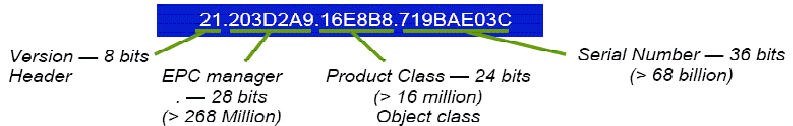 21.203D2A9.16E8B8.719BAE03C
Version — 8 bits
Header
EPC manager
. — 28 bits
(> 268 Million)
Product Class — 24 bits
(> 16 million)
Object class
Serial Number — 36 bits
(> 68 billion)